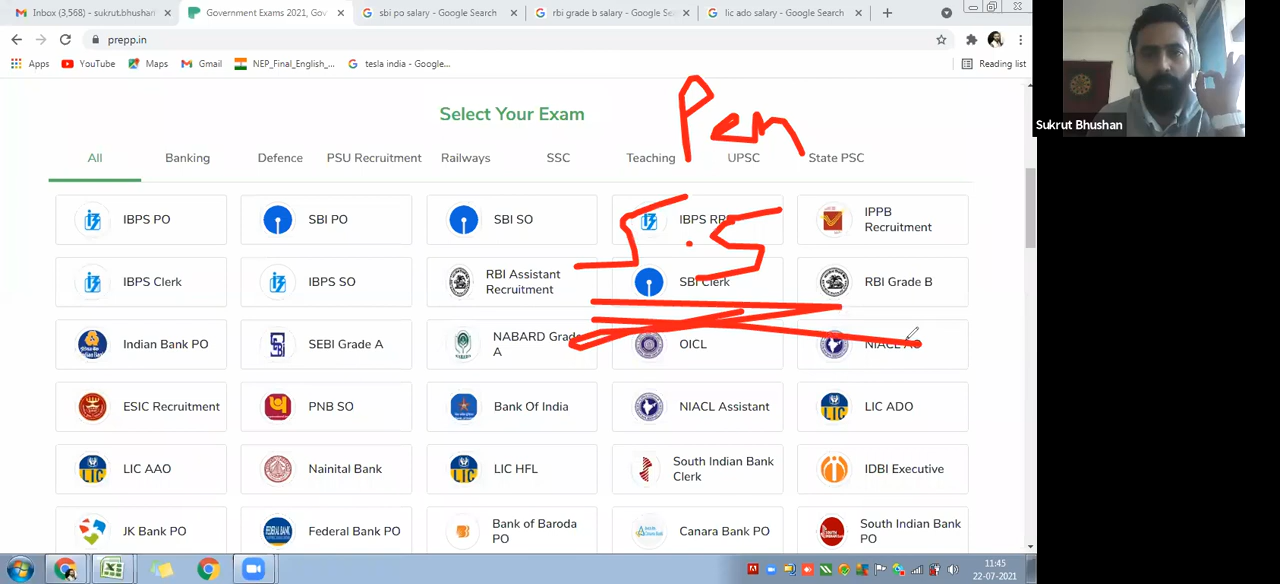 Inbox (3,568) - sukrut.bhushan
Government Exams 2021, Gov
sbi po salary - Google Search
rbi grade b salary - Google Sear
lic ado salary - Google Search
prepp.in
Apps YouTube Maps Gmail NEP_Final_English_... tesla india - Google... Reading list
Sukrut Bhushan
Select Your Exam
Pem
All Banking Defence PSU Recruitment Railways SSC Teaching UPSC State PSC
5.5
IBPS PO SBI PO SBI SO IBPS RRB IPPB Recruitment
IBPS Clerk IBPS SO RBI Assistant Recruitment SBI Clerk RBI Grade B
Indian Bank PO SEBI Grade A NABARD Grade A OICL NIACL AO
ESIC Recruitment PNB SO Bank Of India NIACL Assistant LIC ADO
LIC AAO Nainital Bank LIC HFL South Indian Bank Clerk IDBI Executive
JK Bank PO Federal Bank PO Bank of Baroda PO Canara Bank PO South Indian Bank PO
11:45
22-07-2021